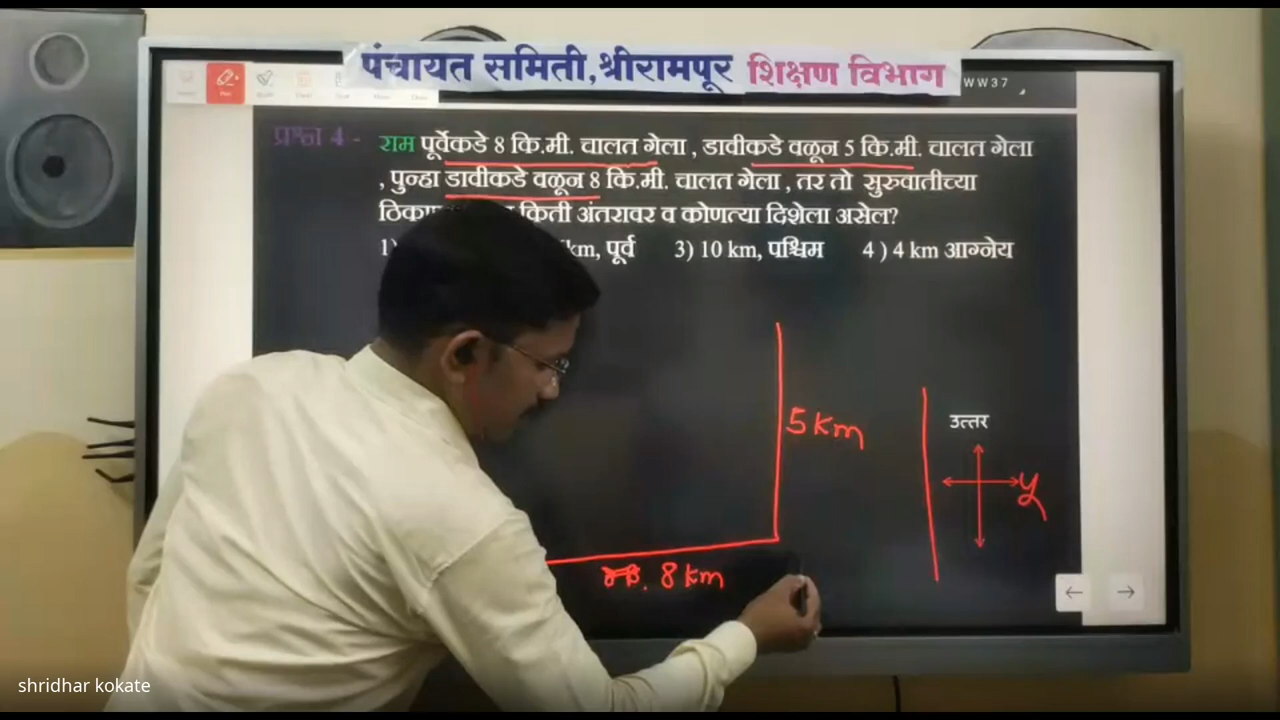 पंचायत समिती,श्रीरामपूर शिक्षण विभाग
WW37
प्रश्न 4 - राम पूर्वेकडे 8 कि.मी. चालत गेला , डावीकडे वळून 5 कि.मी. चालत गेला
, पुन्हा डावीकडे वळून 8 कि.मी. चालत गेला , तर तो सुरुवातीच्या
किती अंतरावर व कोणत्या दिशेला असेल?
1) km, पूर्व 3) 10 km, पश्चिम 4 ) 4 km आग्नेय
5 km
उत्तर
पू
8 km
shridhar kokate